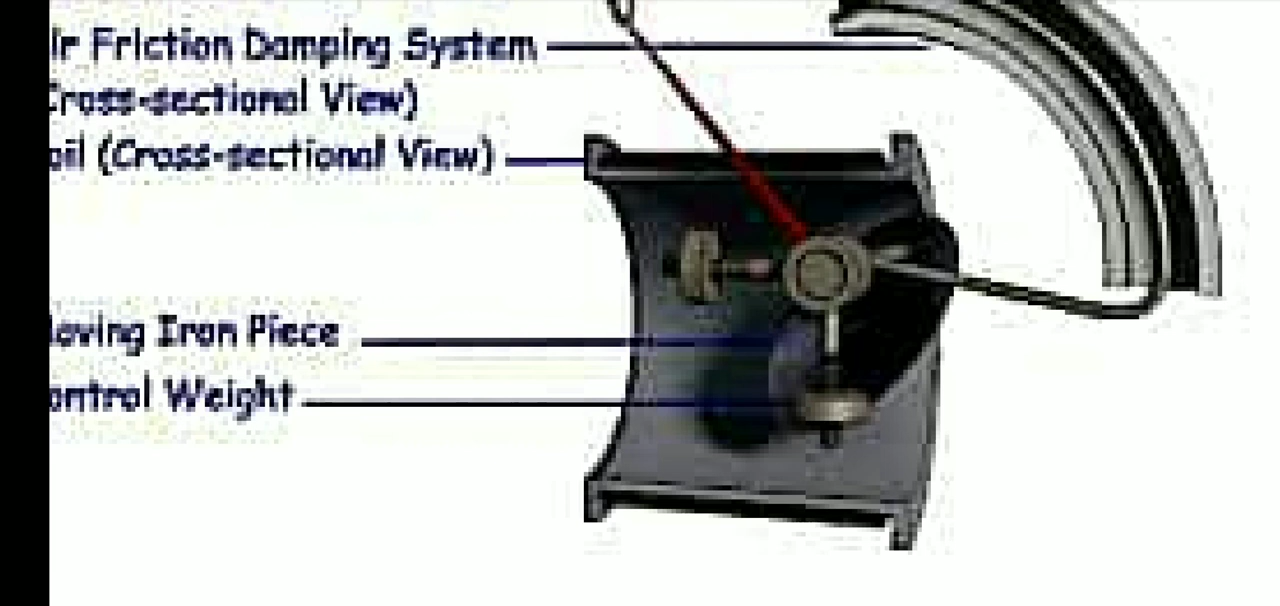 ir Friction Damping System
Cross-sectional View)
oil (Cross-sectional View)
oving Iron Piece
ontrol Weight